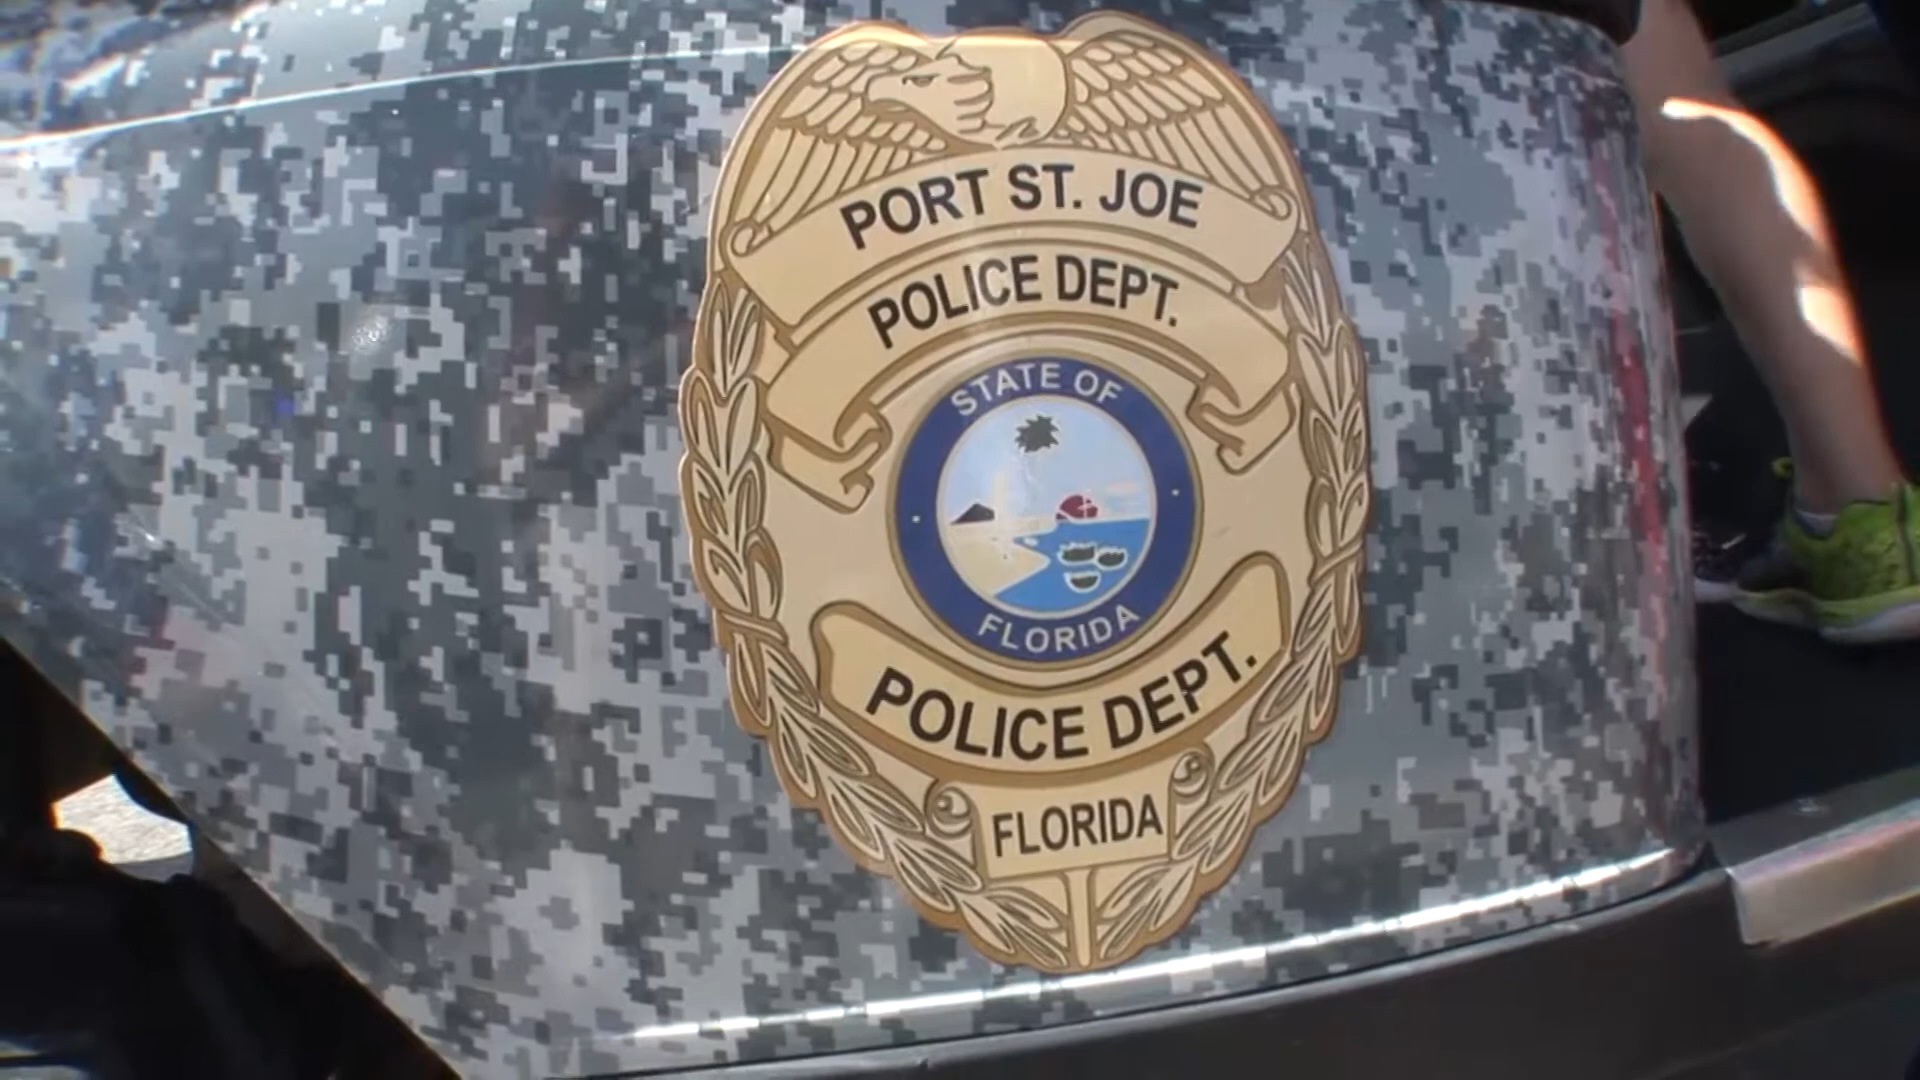 PORT ST. JOE
POLICE DEPT.
STATE OF
FLORIDA
POLICE DEPT.
FLORIDA